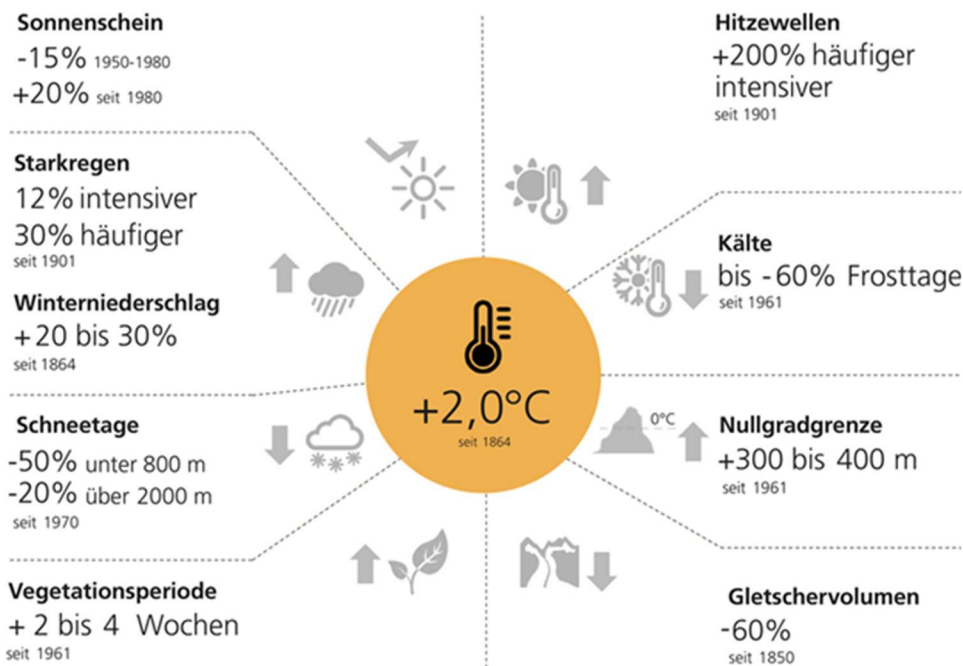 Sonnenschein
-15% 1950-1980
+20% seit 1980
Starkregen
12% intensiver
30% häufiger
seit 1901
Winterniederschlag
+20 bis 30%
seit 1864
Schneetage
-50% unter 800 m
-20% über 2000 m
seit 1970
Vegetationsperiode
+ 2 bis 4 Wochen
seit 1961
+2,0°C
seit 1864
Hitzewellen
+200% häufiger
intensiver
seit 1901
Kälte
bis -60% Frosttage
seit 1961
0°C
Nullgradgrenze
+300 bis 400 m
seit 1961
Gletschervolumen
-60%
seit 1850